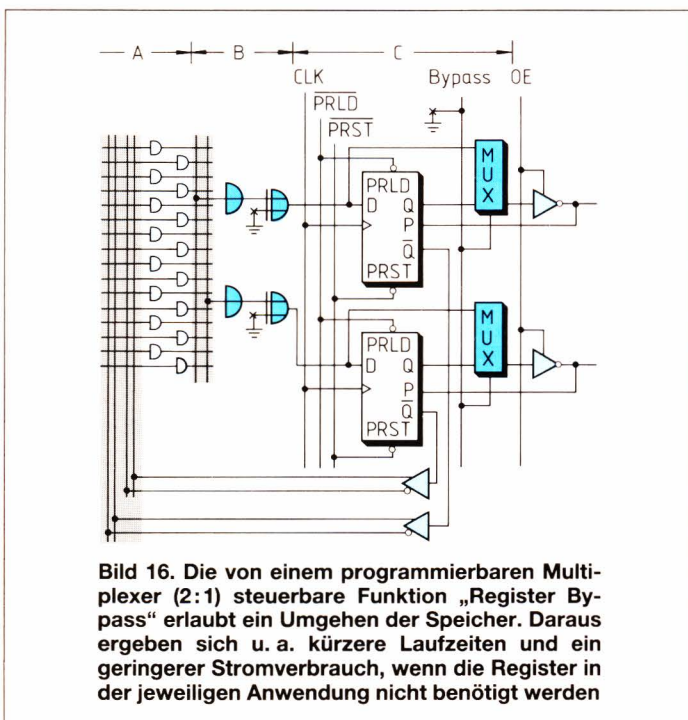 A B C
CLK Bypass OE
PRLD
PRST
PRLD
D Q
P
Q
PRST
MUX
PRLD
D Q
P
Q
PRST
MUX
Bild 16. Die von einem programmierbaren Multi-
plexer (2:1) steuerbare Funktion „Register By-
pass“ erlaubt ein Umgehen der Speicher. Daraus
ergeben sich u. a. kürzere Laufzeiten und ein
geringerer Stromverbrauch, wenn die Register in
der jeweiligen Anwendung nicht benötigt werden